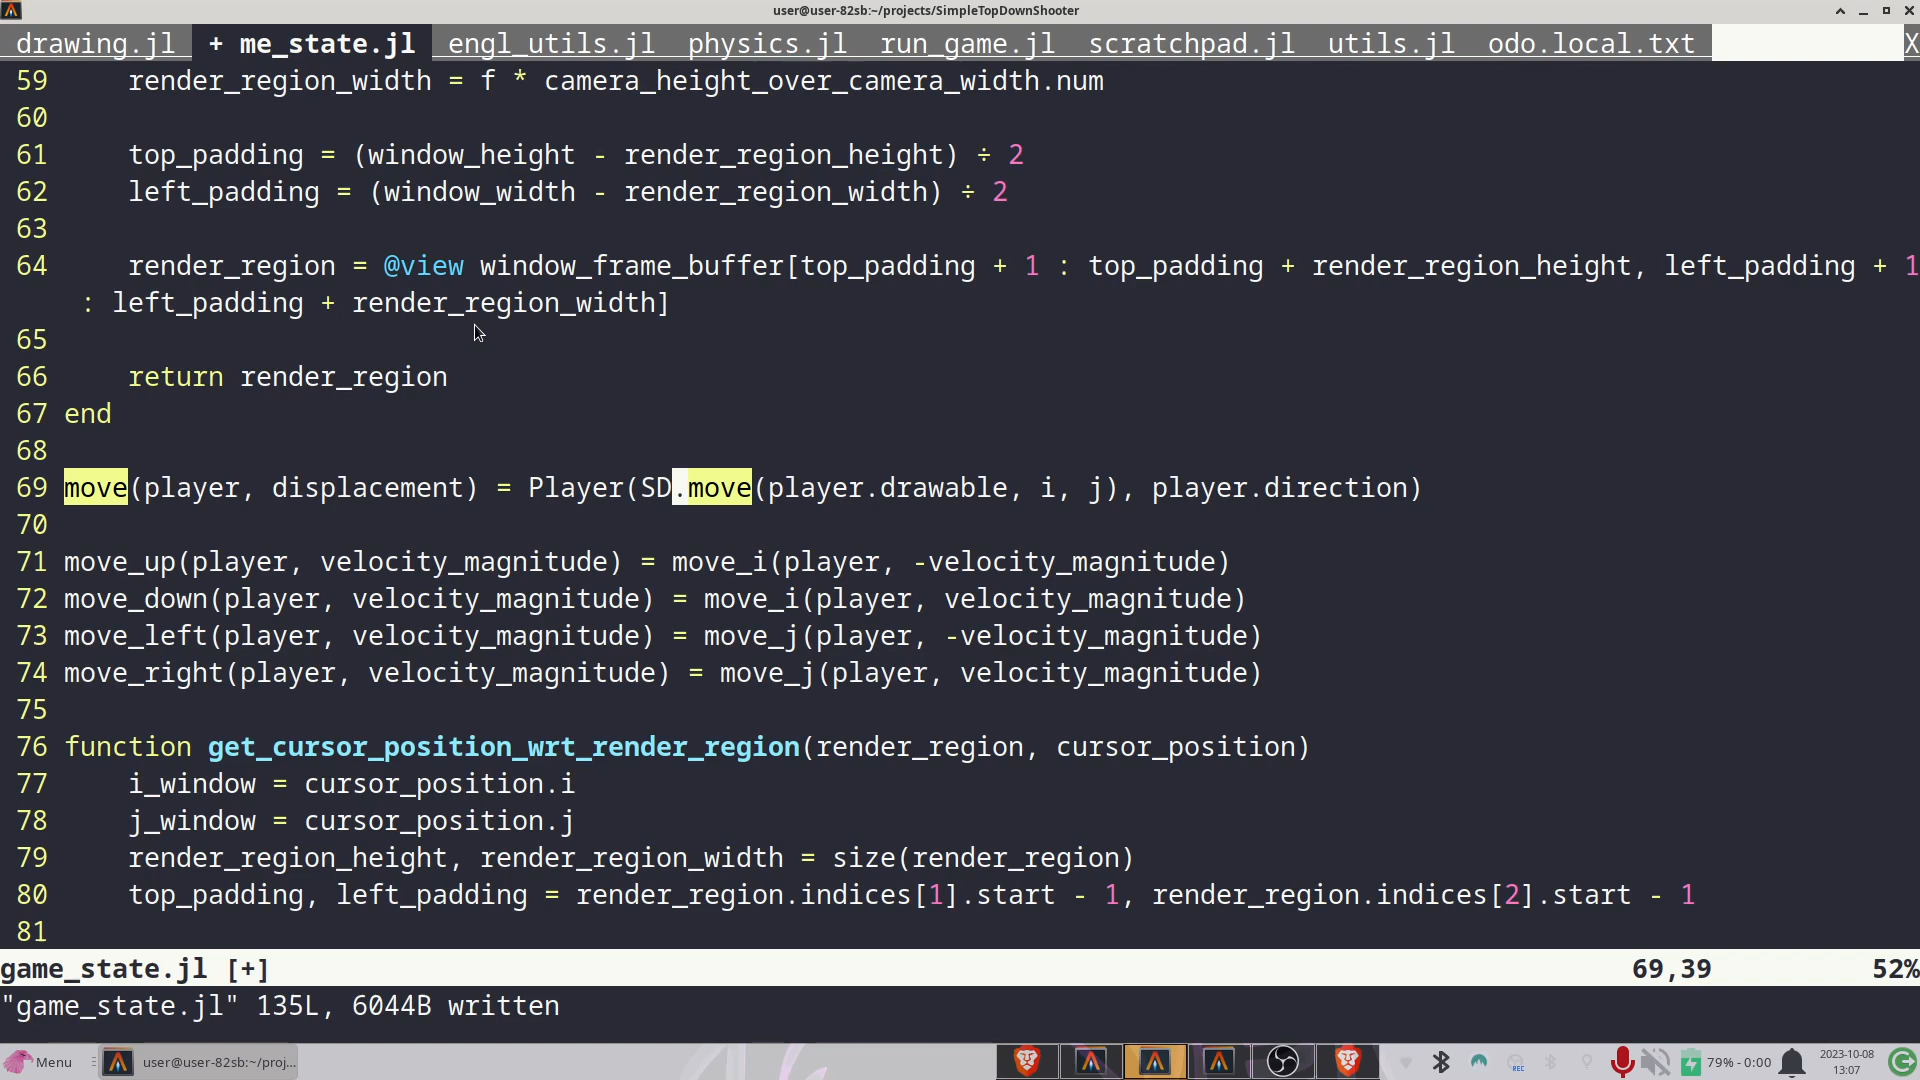 user@user-82sb:~/projects/SimpleTopDownShooter
drawing.jl + me_state.jl engl_utils.jl physics.jl run_game.jl scratchpad.jl utils.jl odo.local.txt X
59 render_region_width = f * camera_height_over_camera_width.num
60
61 top_padding = (window_height - render_region_height) ÷ 2
62 left_padding = (window_width - render_region_width) ÷ 2
63
64 render_region = @view window_frame_buffer[top_padding + 1 : top_padding + render_region_height, left_padding + 1
: left_padding + render_region_width]
65
66 return render_region
67 end
68
69 move(player, displacement) = Player(SD.move(player.drawable, i, j), player.direction)
70
71 move_up(player, velocity_magnitude) = move_i(player, -velocity_magnitude)
72 move_down(player, velocity_magnitude) = move_i(player, velocity_magnitude)
73 move_left(player, velocity_magnitude) = move_j(player, -velocity_magnitude)
74 move_right(player, velocity_magnitude) = move_j(player, velocity_magnitude)
75
76 function get_cursor_position_wrt_render_region(render_region, cursor_position)
77 i_window = cursor_position.i
78 j_window = cursor_position.j
79 render_region_height, render_region_width = size(render_region)
80 top_padding, left_padding = render_region.indices[1].start - 1, render_region.indices[2].start - 1
81
game_state.jl [+] 69,39 52%
"game_state.jl" 135L, 6044B written
Menu user@user-82sb:~/proj... REC 79% - 0:00 2023-10-08
13:07